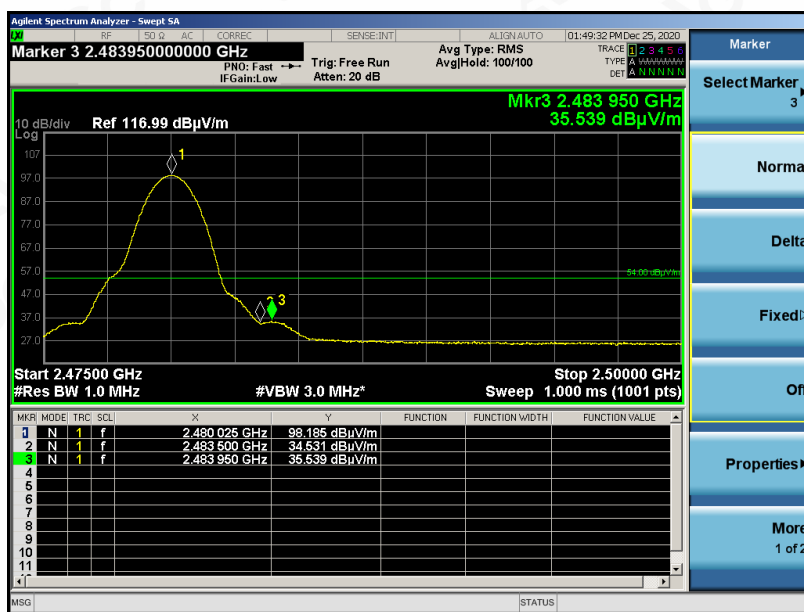 Agilent Spectrum Analyzer - Swept SA
LXI RF 50 Ω AC CORREC SENSE:INT ALIGN AUTO 01:49:32 PM Dec 25, 2020
Marker 3 2.483950000000 GHz
PNO: Fast
IFGain:Low
Trig: Free Run
Atten: 20 dB
Avg Type: RMS
Avg|Hold: 100/100
TRACE 1 2 3 4 5 6
TYPE A WWWWW
DET A N N N N N
Mkr3 2.483 950 GHz
35.539 dBµV/m
10 dB/div Ref 116.99 dBµV/m
Log
107
97.0
87.0
77.0
67.0
57.0
47.0
37.0
27.0
1
2 3
54.00 dBµV/m
Start 2.47500 GHz Stop 2.50000 GHz
#Res BW 1.0 MHz #VBW 3.0 MHz* Sweep 1.000 ms (1001 pts)
MKR MODE TRC SCL X Y FUNCTION FUNCTION WIDTH FUNCTION VALUE
1 N 1 f 2.480 025 GHz 98.185 dBµV/m
2 N 1 f 2.483 500 GHz 34.531 dBµV/m
3 N 1 f 2.483 950 GHz 35.539 dBµV/m
4
5
6
7
8
9
10
11
MSG STATUS
Marker
Select Marker
3
Norma
Delta
Fixed
Of
Properties
More
1 of 2